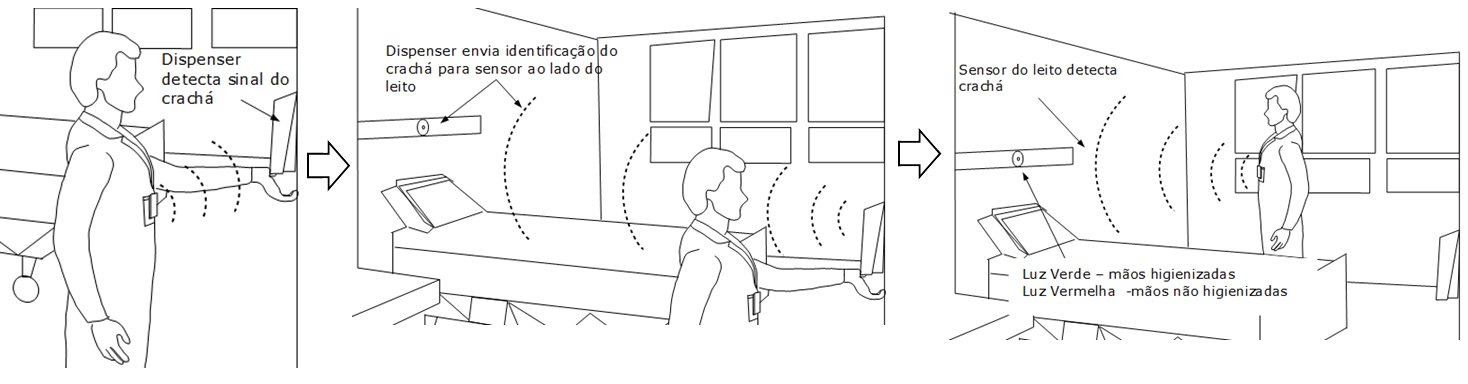 Dispenser
detecta sinal do
crachá
Dispenser envia identificação do
crachá para sensor ao lado do
leito
Sensor do leito detecta
crachá
Luz Verde – mãos higienizadas
Luz Vermelha -mãos não higienizadas